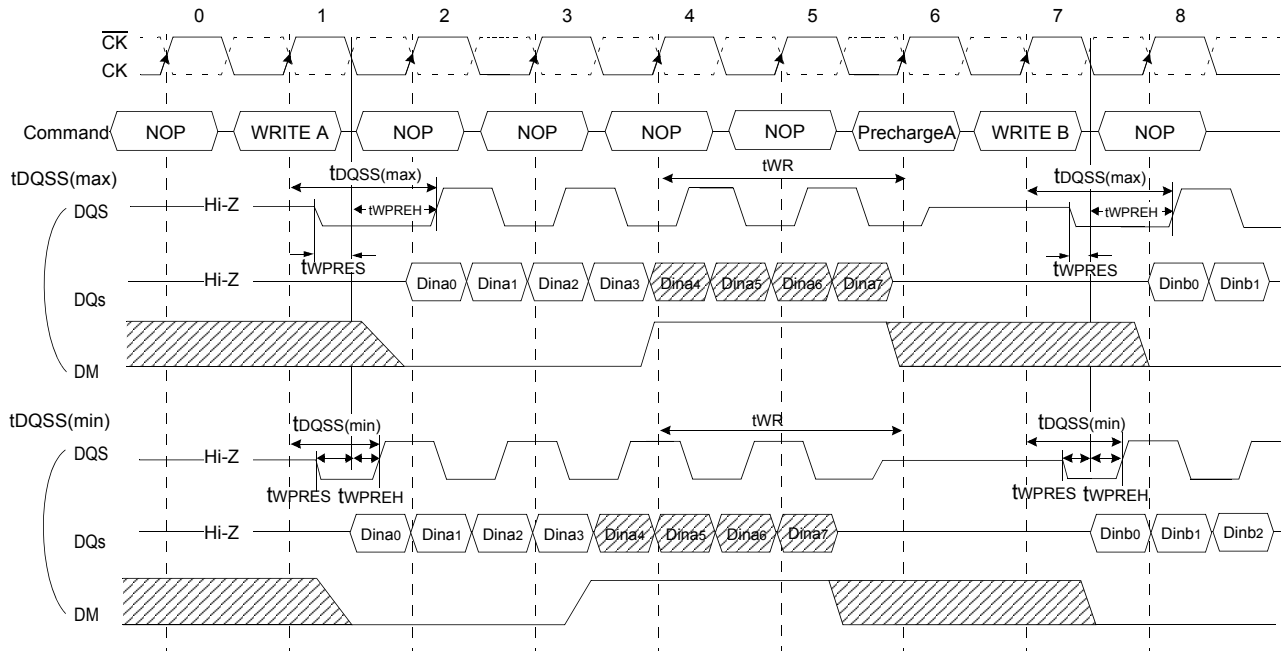 0 1 2 3 4 5 6 7 8
CK
CK
Command NOP WRITE A NOP NOP NOP NOP PrechargeA WRITE B NOP
tDQSS(max)
tDQSS(max) tWR tDQSS(max)
DQS Hi-Z tWPREH tWPREH
tWPRES tWPRES
DQs Hi-Z Dina0 Dina1 Dina2 Dina3 Dina4 Dina5 Dina6 Dina7 Dinb0 Dinb1
DM
tDQSS(min)
tDQSS(min) tWR tDQSS(min)
DQS Hi-Z
tWPRES tWPREH tWPRES tWPREH
DQs Hi-Z Dina0 Dina1 Dina2 Dina3 Dina4 Dina5 Dina6 Dina7 Dinb0 Dinb1 Dinb2
DM